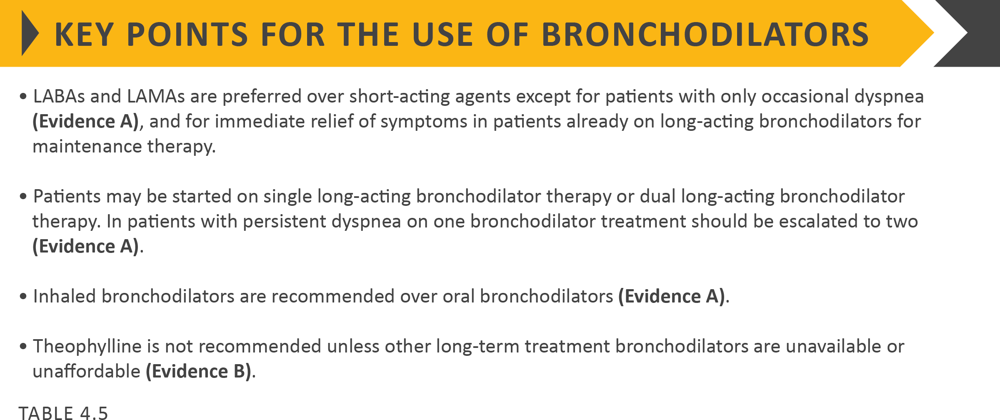 KEY POINTS FOR THE USE OF BRONCHODILATORS
• LABAs and LAMAs are preferred over short-acting agents except for patients with only occasional dyspnea
(Evidence A), and for immediate relief of symptoms in patients already on long-acting bronchodilators for
maintenance therapy.
• Patients may be started on single long-acting bronchodilator therapy or dual long-acting bronchodilator
therapy. In patients with persistent dyspnea on one bronchodilator treatment should be escalated to two
(Evidence A).
• Inhaled bronchodilators are recommended over oral bronchodilators (Evidence A).
• Theophylline is not recommended unless other long-term treatment bronchodilators are unavailable or
unaffordable (Evidence B).
TABLE 4.5